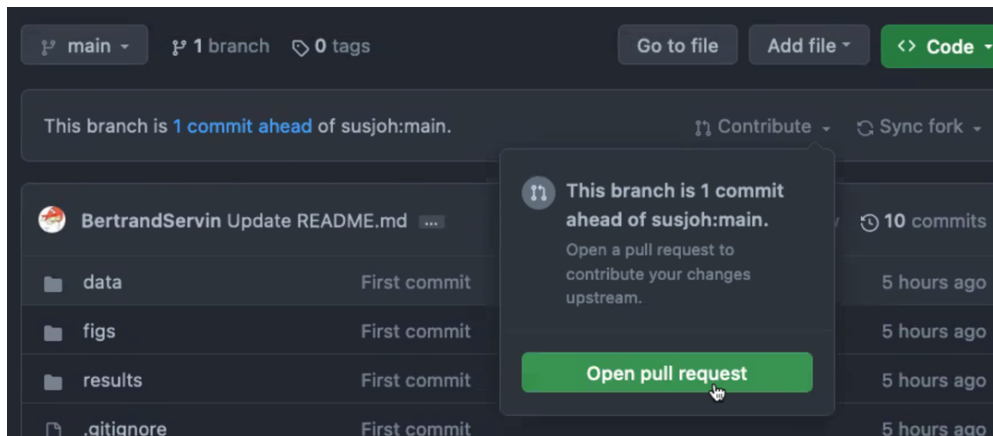 main
1 branch
0 tags
Go to file
Add file
<> Code
This branch is 1 commit ahead of susjoh:main.
Contribute
Sync fork
This branch is 1 commit
ahead of susjoh:main.
Open a pull request to
contribute your changes
upstream.
Open pull request
BertrandServin Update README.md ...
10 commits
data First commit 5 hours ago
figs First commit 5 hours ago
results First commit 5 hours ago
.gitignore First commit 5 hours ago